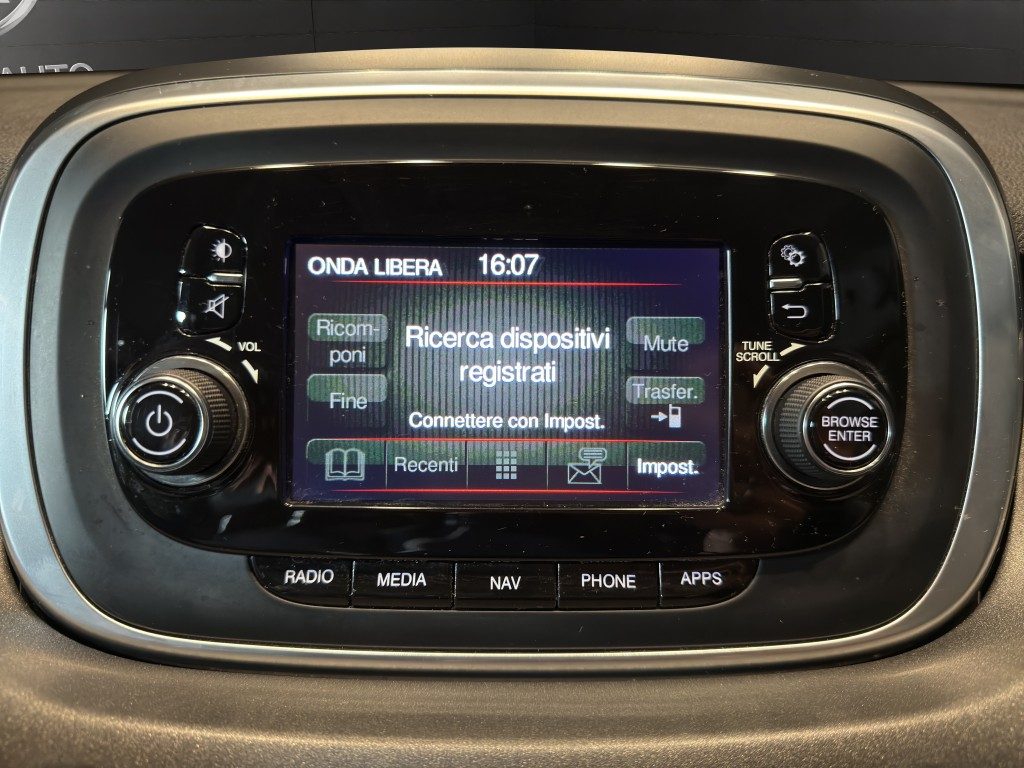 AUTO
ONDA LIBERA 16:07
Ricom-
poni
Ricerca dispositivi
registrati
Mute
Fine
Trasfer.
Connettere con Impost.
Recenti
Impost.
VOL
TUNE
SCROLL
BROWSE
ENTER
RADIO
MEDIA
NAV
PHONE
APPS